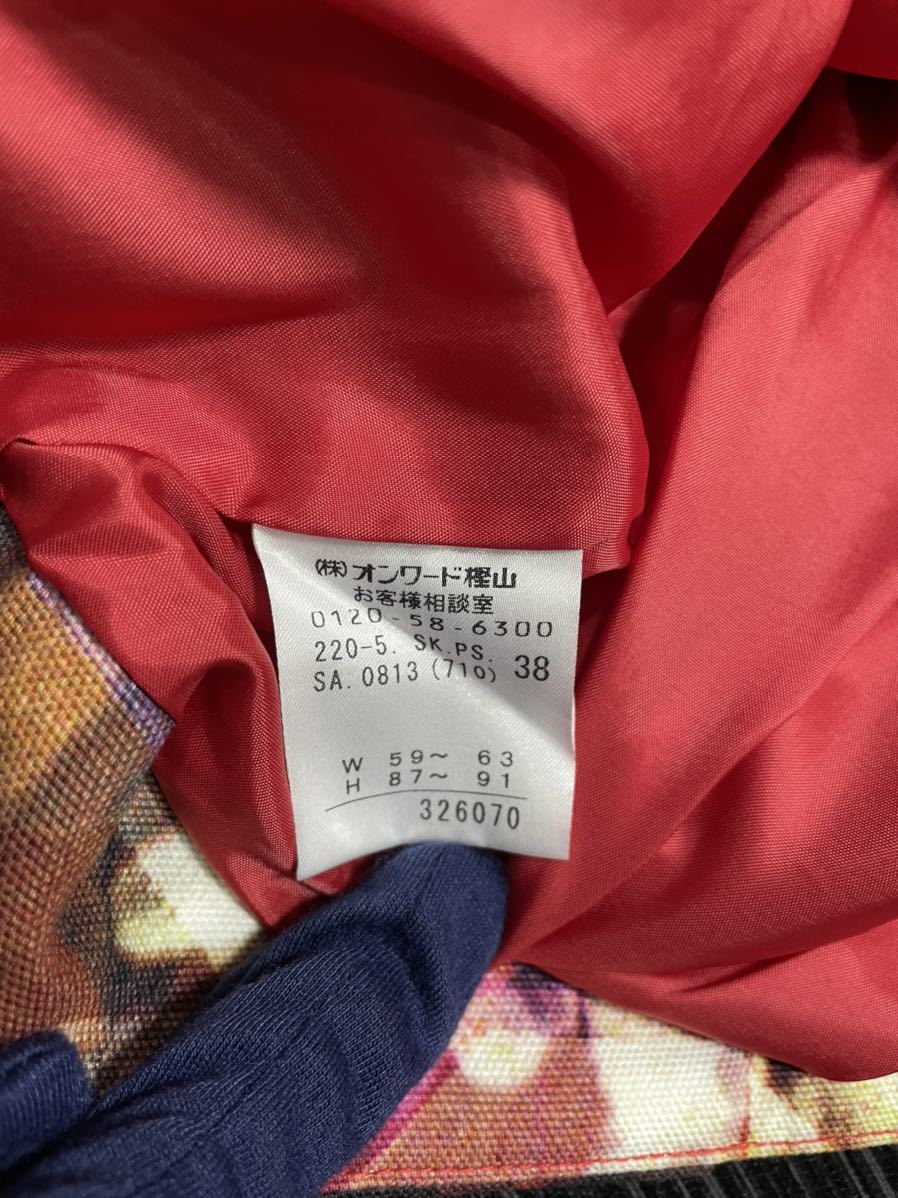 (株)オンワード樫山
お客様相談室
0120-58-6300
220-5. SK.PS. 38
SA. 0813 (710)
W 59～ 63
H 87～ 91
326070